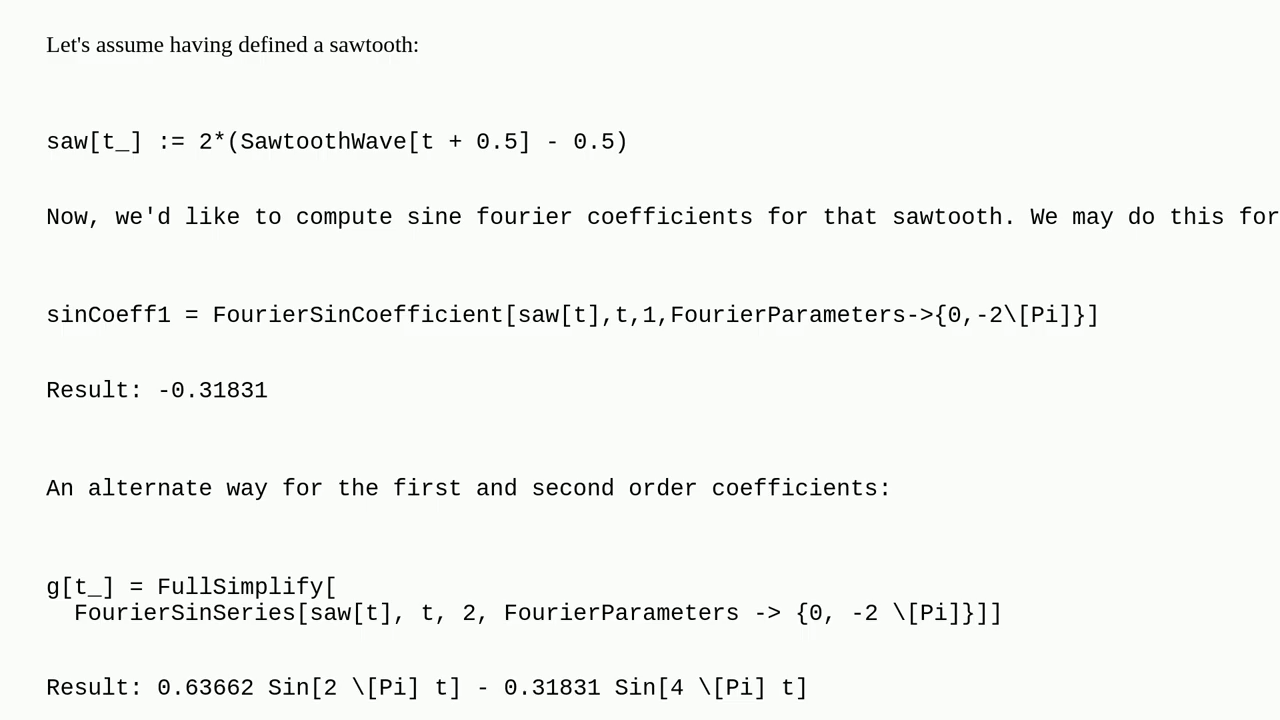 Let's assume having defined a sawtooth:
saw[t_] := 2*(SawtoothWave[t + 0.5] - 0.5)
Now, we'd like to compute sine fourier coefficients for that sawtooth. We may do this for
sinCoeff1 = FourierSinCoefficient[saw[t],t,1,FourierParameters->{0,-2\[Pi]}]
Result: -0.31831
An alternate way for the first and second order coefficients:
g[t_] = FullSimplify[
  FourierSinSeries[saw[t], t, 2, FourierParameters -> {0, -2 \[Pi]}]]
Result: 0.63662 Sin[2 \[Pi] t] - 0.31831 Sin[4 \[Pi] t]